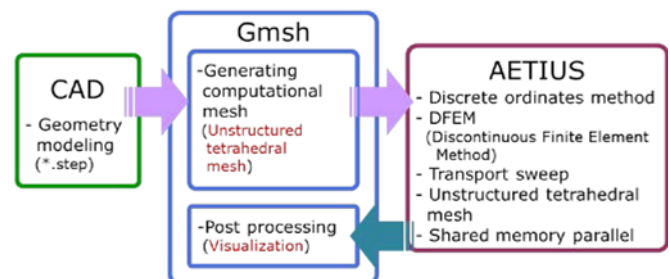 CAD
- Geometry
modeling
(*.step)
Gmsh
-Generating
computational
mesh
(Unstructured
tetrahedral
mesh)
-Post processing
(Visualization)
AETIUS
- Discrete ordinates method
- DFEM
(Discontinuous Finite Element
Method)
- Transport sweep
- Unstructured tetrahedral
mesh
- Shared memory parallel